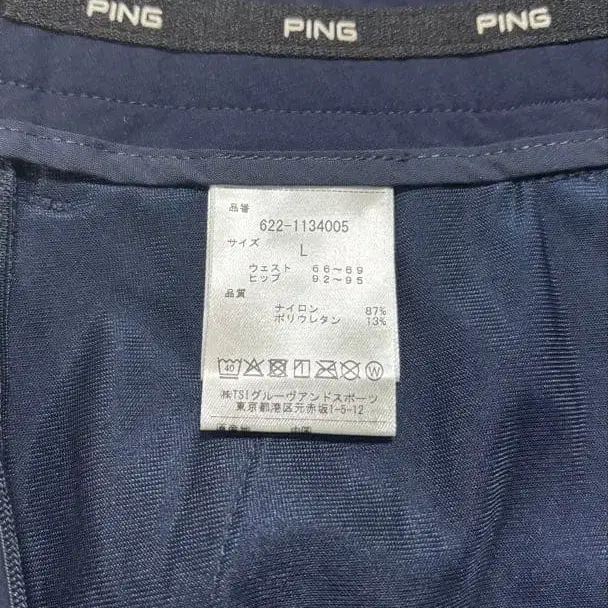 PING PING PING
品番
622-1134005
サイズ
L
ウェスト 66~69
ヒップ 92~95
品質
ナイロン 87%
ポリウレタン 13%
40 W
㈱TSIグルーヴアンドスポーツ
東京都港区元赤坂1-5-12